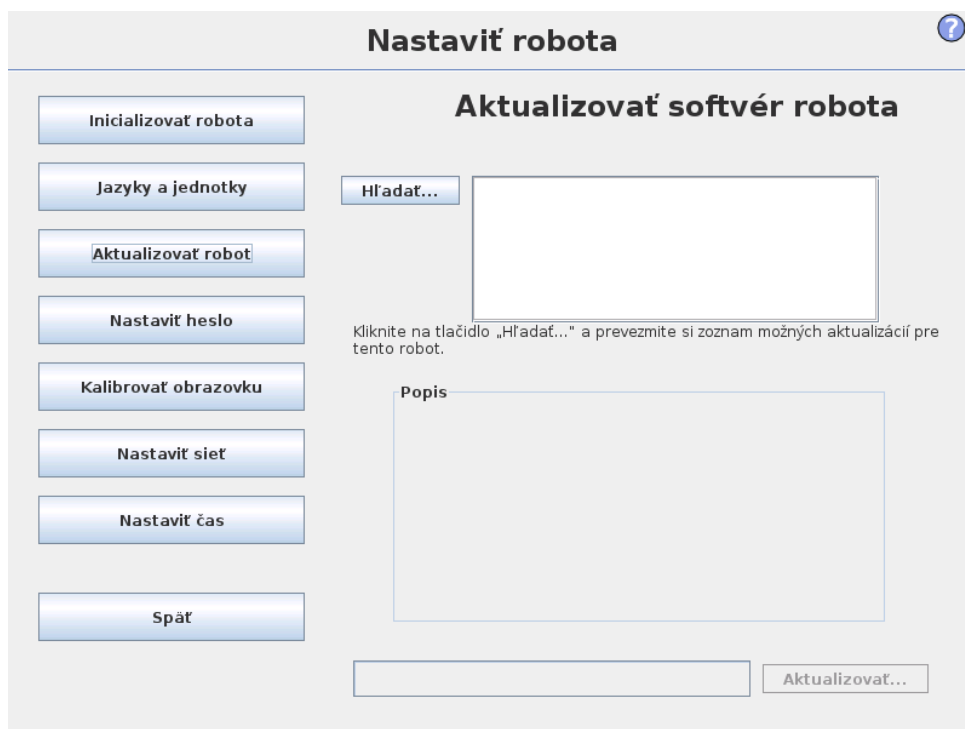 Nastaviť robota
?
Aktualizovať softvér robota
Inicializovať robota
Jazyky a jednotky
Aktualizovať robot
Nastaviť heslo
Kalibrovať obrazovku
Nastaviť sieť
Nastaviť čas
Späť
Hľadať...
Kliknite na tlačidlo „Hľadať..." a prevezmite si zoznam možných aktualizácií pre
tento robot.
Popis
Aktualizovať...